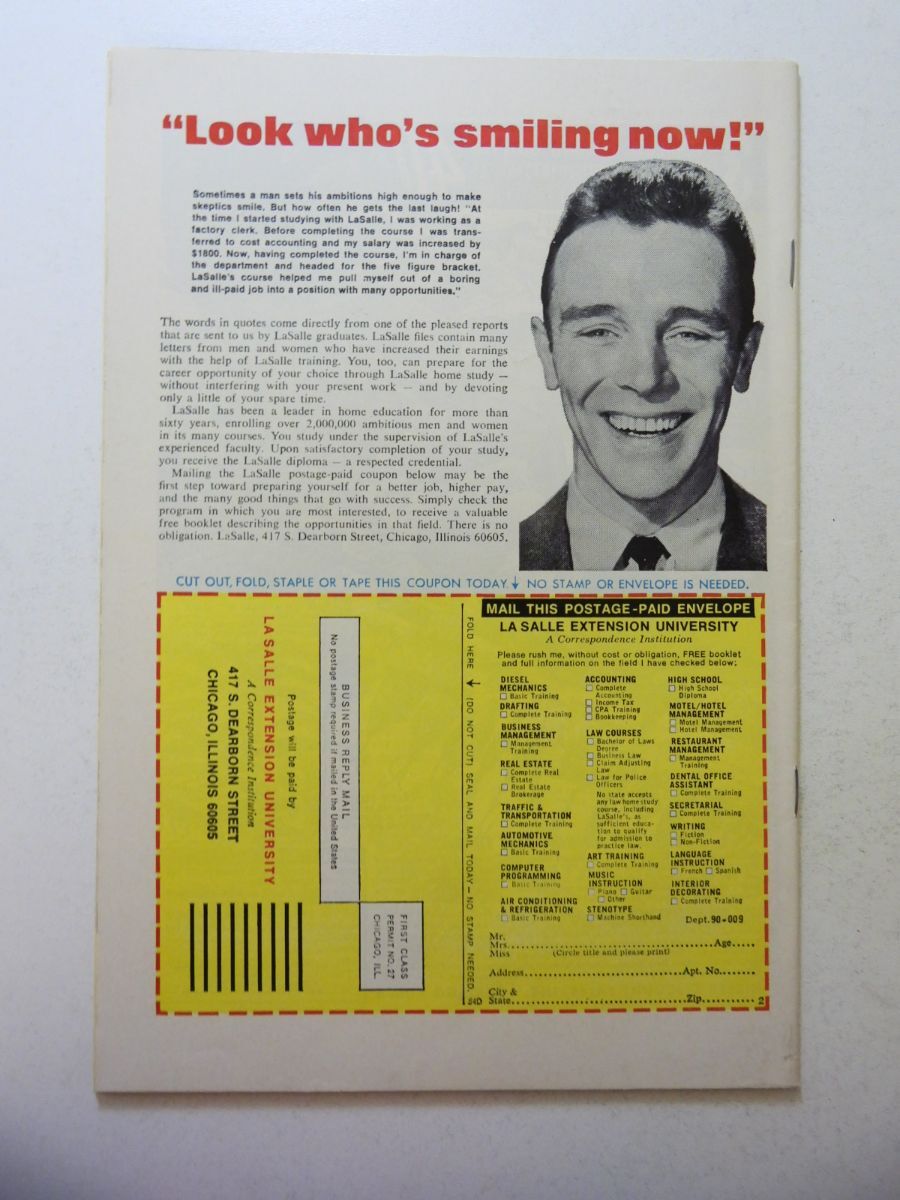 “Look who’s smiling now!”
Sometimes a man sets his ambitions high enough to make
skeptics smile. But how often he gets the last laugh! “At
the time I started studying with LaSalle, I was working as a
factory clerk. Before completing the course I was trans-
ferred to cost accounting and my salary was increased by
$1800. Now, having completed the course, I’m in charge of
the department and headed for the five figure bracket.
LaSalle’s course helped me pull myself out of a boring
and ill-paid job into a position with many opportunities.”
The words in quotes come directly from one of the pleased reports
that are sent to us by LaSalle graduates. LaSalle files contain many
letters from men and women who have increased their earnings
with the help of LaSalle training. You, too, can prepare for the
career opportunity of your choice through LaSalle home study —
without interfering with your present work — and by devoting
only a little of your spare time.
LaSalle has been a leader in home education for more than
sixty years, enrolling over 2,000,000 ambitious men and women
in its many courses. You study under the supervision of LaSalle’s
experienced faculty. Upon satisfactory completion of your study,
you receive the LaSalle diploma — a respected credential.
Mailing the LaSalle postage-paid coupon below may be the
first step toward preparing yourself for a better job, higher pay,
and the many good things that go with success. Simply check the
program in which you are most interested, to receive a valuable
free booklet describing the opportunities in that field. There is no
obligation. LaSalle, 417 S. Dearborn Street, Chicago, Illinois 60605.
CUT OUT, FOLD, STAPLE OR TAPE THIS COUPON TODAY. ↓ NO STAMP OR ENVELOPE IS NEEDED.
BUSINESS REPLY MAIL
No postage stamp required if mailed in the United States
FIRST CLASS
PERMIT NO. 27
CHICAGO, ILL.
Postage will be paid by
LA SALLE EXTENSION UNIVERSITY
A Correspondence Institution
417 S. DEARBORN STREET
CHICAGO, ILLINOIS 60605
FOLD HERE → (DO NOT CUT) SEAL AND MAIL TODAY — NO STAMP NEEDED.
54D
MAIL THIS POSTAGE-PAID ENVELOPE
LA SALLE EXTENSION UNIVERSITY
A Correspondence Institution
Please rush me, without cost or obligation, FREE booklet
and full information on the field I have checked below:
DIESEL
MECHANICS
Basic Training
DRAFTING
Complete Training
BUSINESS
MANAGEMENT
Management
Training
REAL ESTATE
Complete Real
Estate
Real Estate
Brokerage
TRAFFIC &
TRANSPORTATION
Complete Training
AUTOMOTIVE
MECHANICS
Basic Training
COMPUTER
PROGRAMMING
Basic Training
AIR CONDITIONING
& REFRIGERATION
Basic Training
ACCOUNTING
Complete
Accounting
Income Tax
CPA Training
Bookkeeping
LAW COURSES
Bachelor of Laws
Degree
Business Law
Claim Adjusting
Law
Law for Police
Officers
No state accepts
any law home study
course, including
LaSalle's, as
sufficient educa-
tion to qualify
for admission to
practice law.
ART TRAINING
Complete Training
MUSIC
INSTRUCTION
Piano Guitar
Other
STENOTYPE
Machine Shorthand
HIGH SCHOOL
High School
Diploma
MOTEL/HOTEL
MANAGEMENT
Motel Management
Hotel Management
RESTAURANT
MANAGEMENT
Management
Training
DENTAL OFFICE
ASSISTANT
Complete Training
SECRETARIAL
Complete Training
WRITING
Fiction
Non-Fiction
LANGUAGE
INSTRUCTION
French Spanish
INTERIOR
DECORATING
Complete Training
Dept. 90-009
Mr.
Mrs. Age
Miss (Circle title and please print)
Address Apt. No.
City &
State Zip 2